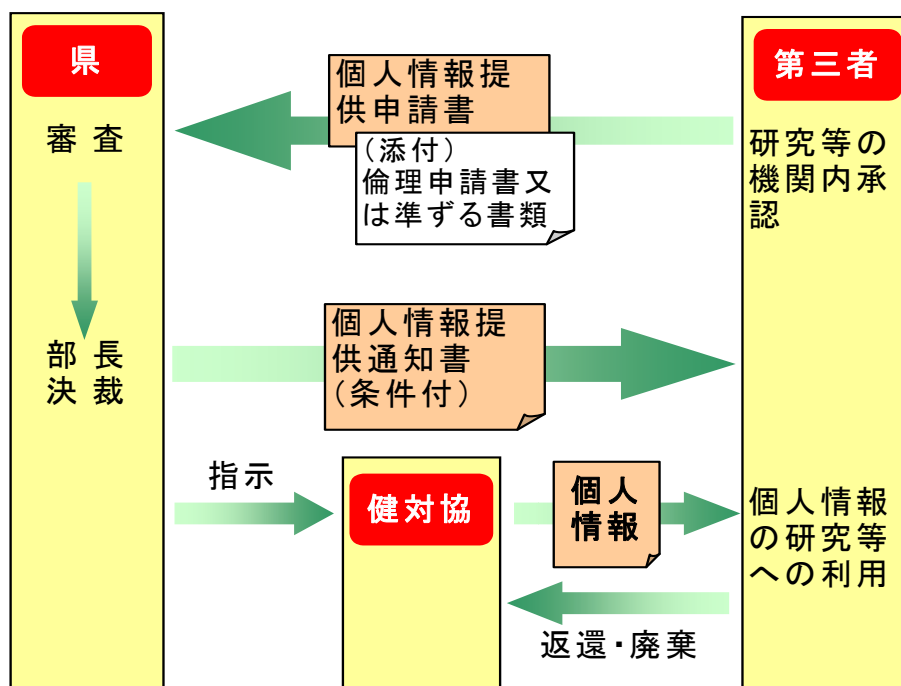 県
第三者
個人情報提
供申請書
(添付)
倫理申請書又
は準ずる書類
審査
研究等の
機関内承
認
部長
決裁
個人情報提
供通知書
(条件付)
指示
健対協
個人
情報
個人情報
の研究等
への利用
返還・廃棄